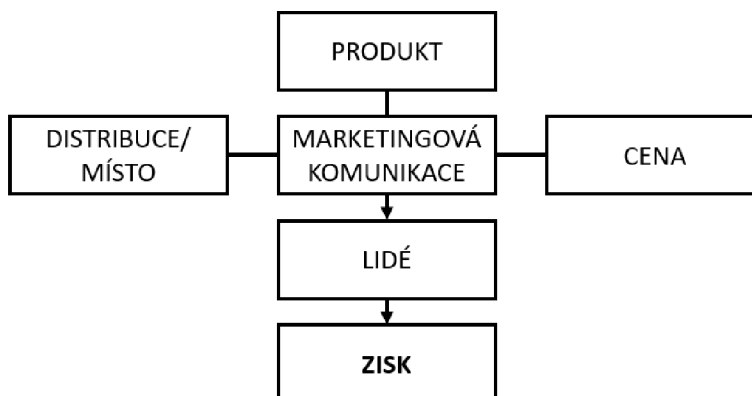 PRODUKT
DISTRIBUCE/
MÍSTO
MARKETINGOVÁ
KOMUNIKACE
CENA
LIDÉ
ZISK